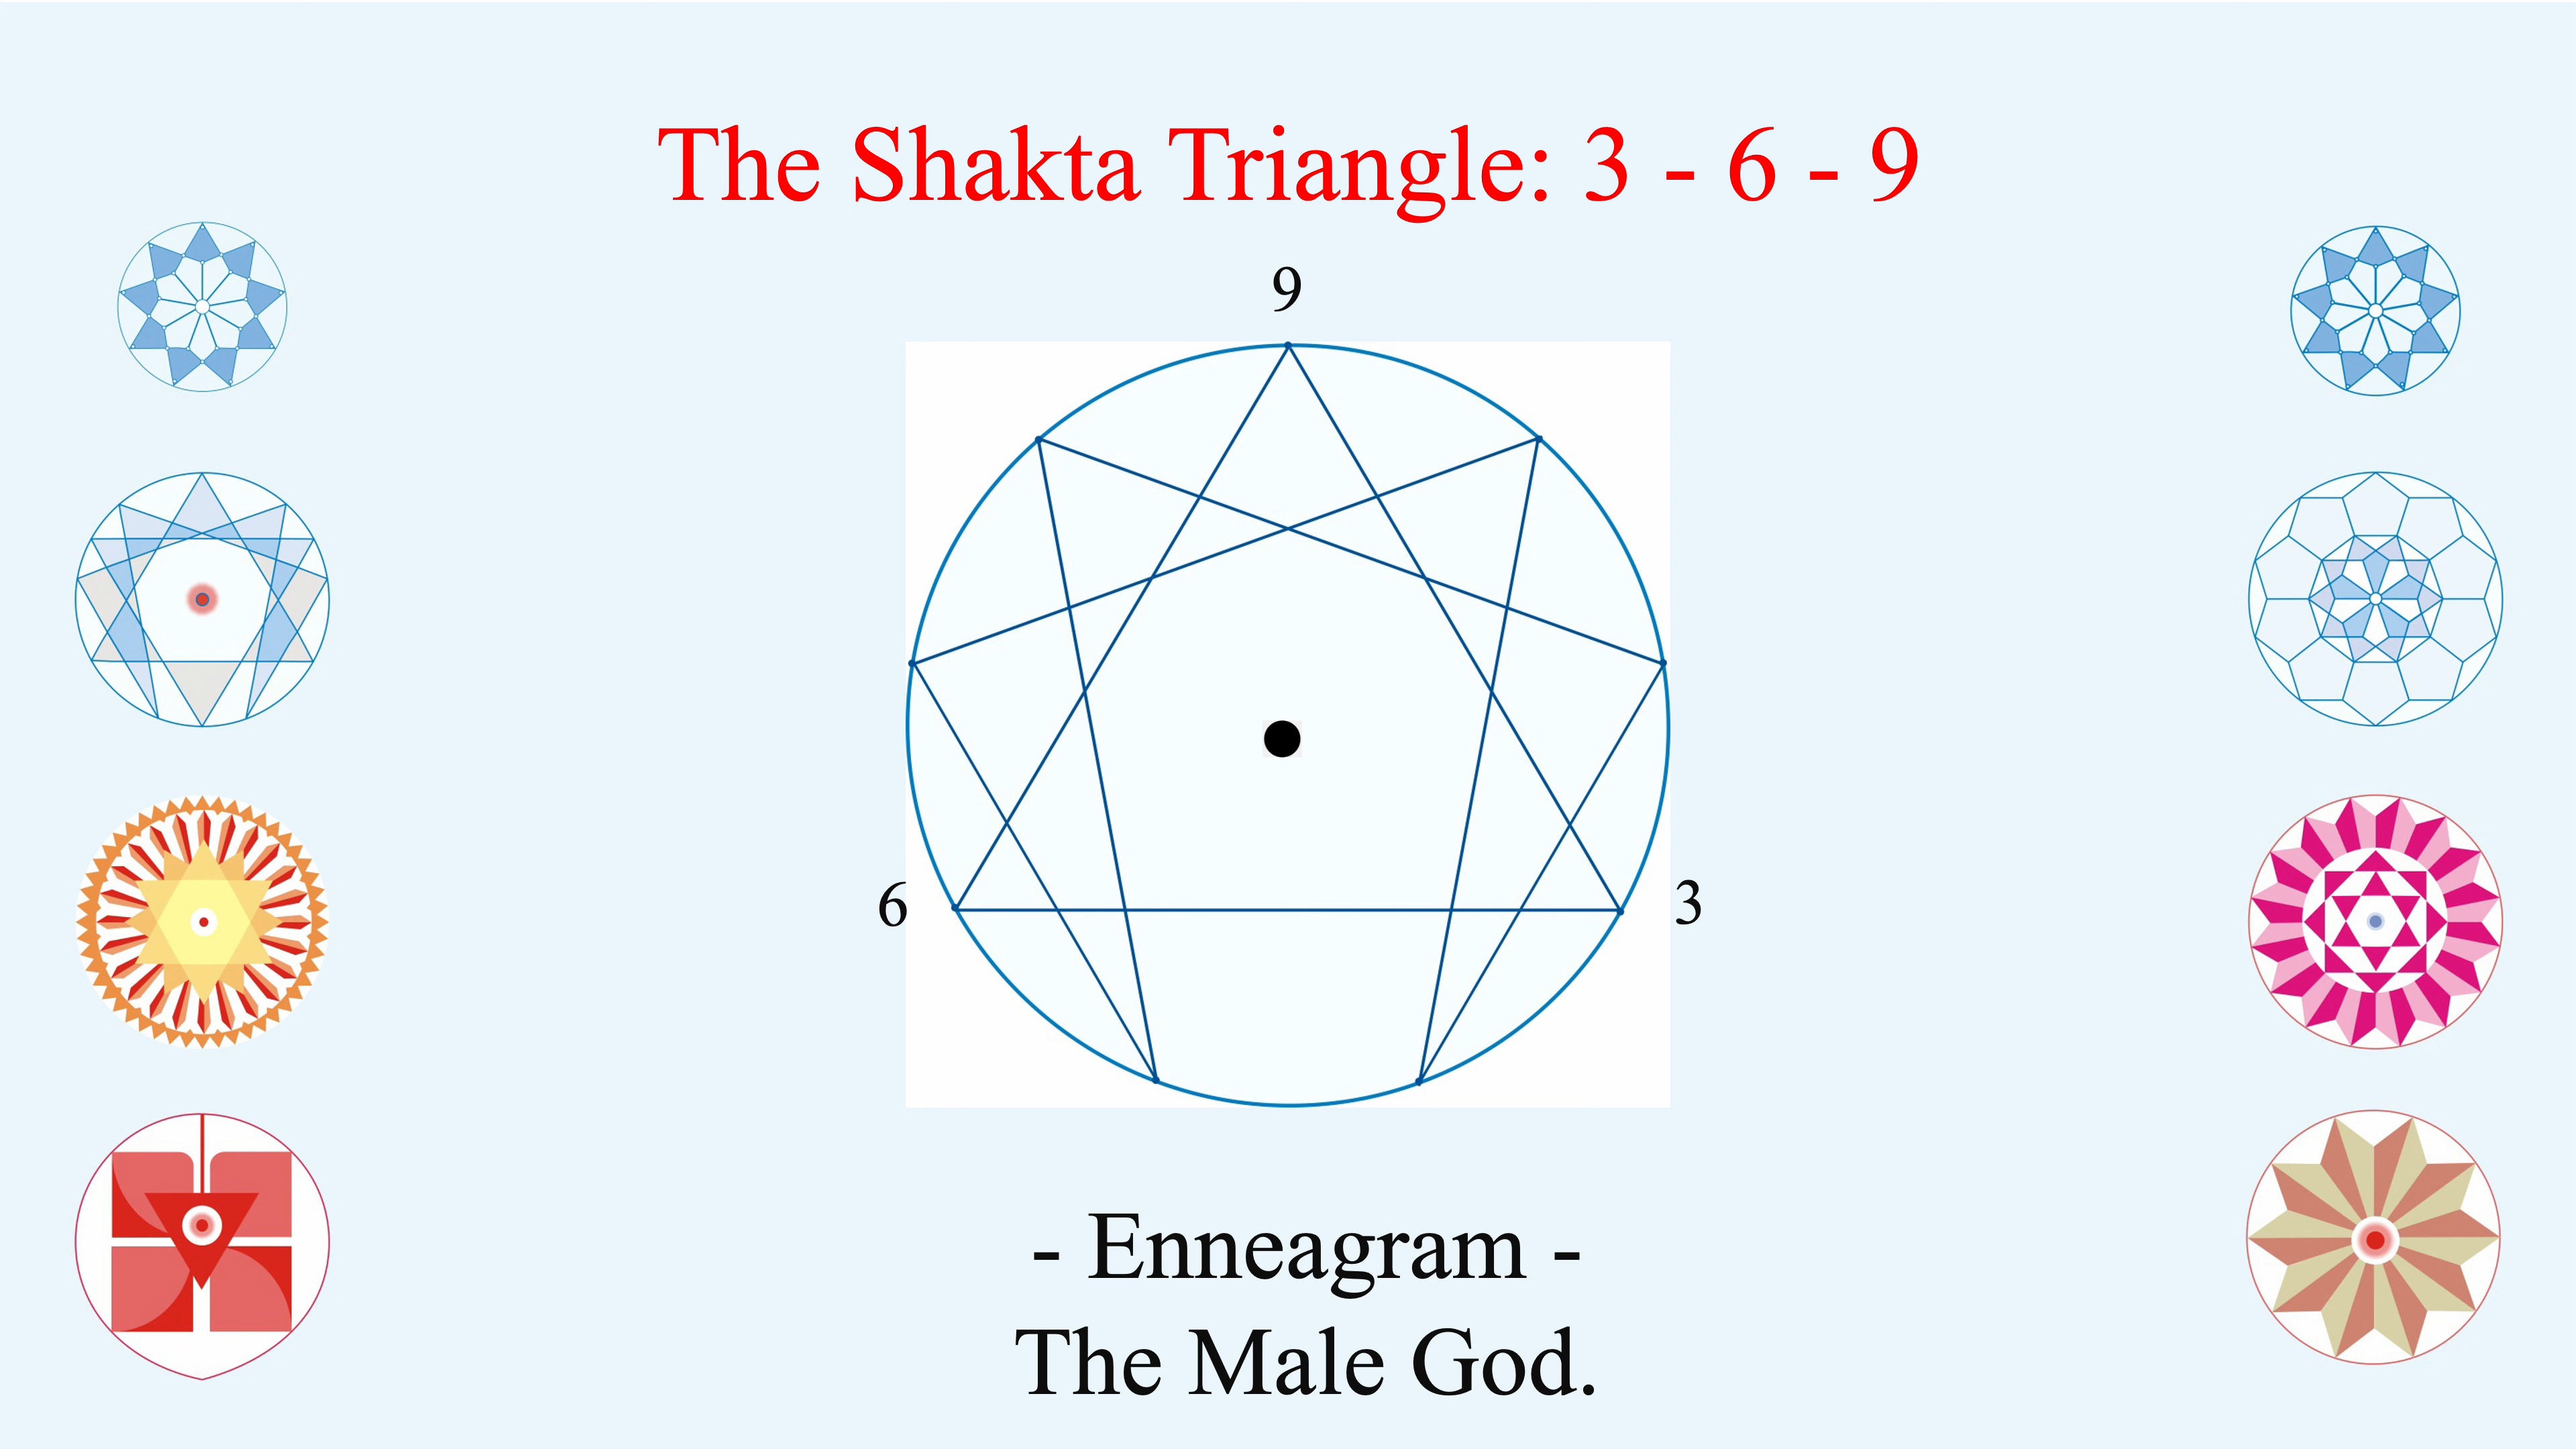 The Shakta Triangle: 3 - 6 - 9
9
6
3
- Enneagram -
The Male God.